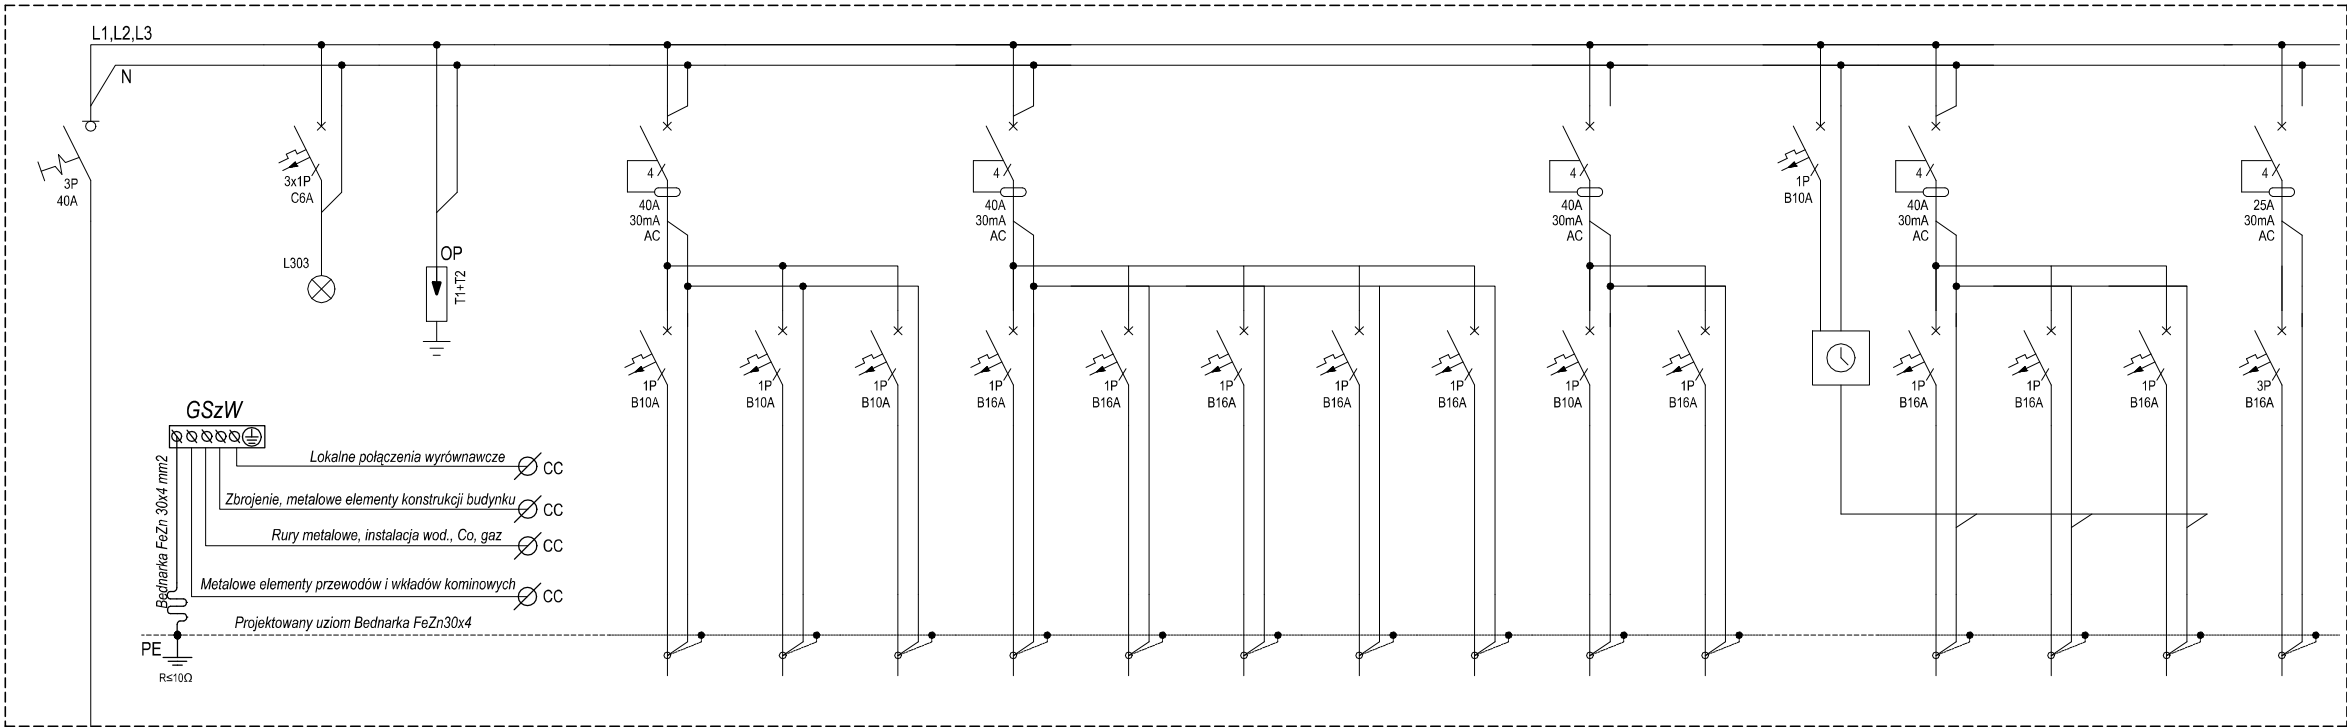 L1,L2,L3
N
3P
40A
3x1P
C6A
L303
OP
T1+T2
4
40A
30mA
AC
4
40A
30mA
AC
4
40A
30mA
AC
1P
B10A
4
40A
30mA
AC
4
25A
30mA
AC
1P
B10A
1P
B10A
1P
B10A
1P
B16A
1P
B16A
1P
B16A
1P
B16A
1P
B16A
1P
B10A
1P
B16A
1P
B16A
1P
B16A
1P
B16A
3P
B16A
GSzW
Bednarka FeZn 30x4 mm2
Lokalne połączenia wyrównawcze
CC
Zbrojenie, metalowe elementy konstrukcji budynku
CC
Rury metalowe, instalacja wod., Co, gaz
CC
Metalowe elementy przewodów i wkładów kominowych
CC
Projektowany uziom Bednarka FeZn30x4
PE
R≤10Ω